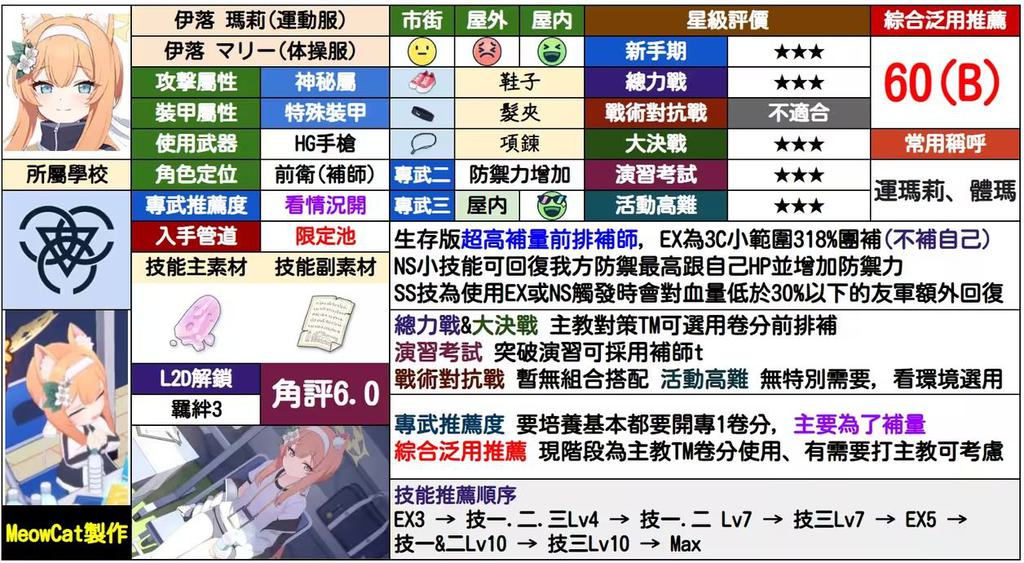 伊落 瑪莉(運動服)
市街 屋外 屋内
星級評價
綜合泛用推薦
伊落 マリー(体操服)
新手期 ★★★
60(B)
攻擊屬性 神秘屬
鞋子
總力戰 ★★★
裝甲屬性 特殊裝甲
髮夾
戰術對抗戰 不適合
使用武器 HG手槍
項鍊
大決戰 ★★★
常用稱呼
所屬學校
角色定位 前衛(補師)
專武二 防禦力增加
演習考試 ★★★
運瑪莉、體瑪
專武推薦度 看情況開
專武三 屋内
活動高難 ★★★
入手管道 限定池
生存版超高補量前排補師, EX為3C小範圍318%團補(不補自己)
NS小技能可回復我方防禦最高跟自己HP並增加防禦力
SS技為使用EX或NS觸發時會對血量低於30%以下的友軍額外回復
技能主素材 技能副素材
總力戰&大決戰 主教對策TM可選用卷分前排補
演習考試 突破演習可採用補師t
戰術對抗戰 暫無組合搭配 活動高難 無特別需要, 看環境選用
L2D解鎖
羈絆3
角評6.0
專武推薦度 要培養基本都要開專1卷分, 主要為了補量
綜合泛用推薦 現階段為主教TM卷分使用、有需要打主教可考慮
技能推薦順序
EX3 → 技一.二.三Lv4 → 技一.二 Lv7 → 技三Lv7 → EX5 →
技一&二Lv10 → 技三Lv10 → Max
MeowCat製作